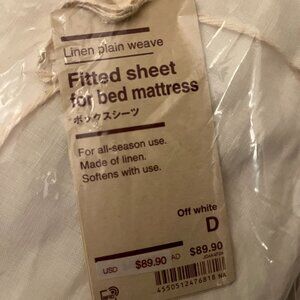 Linen plain weave
Fitted sheet
for bed mattress
ボックスシーツ
For all-season use.
Made of linen.
Softens with use.
Off white
D
USD $89.90 AD $89.90
4550512476818 NA